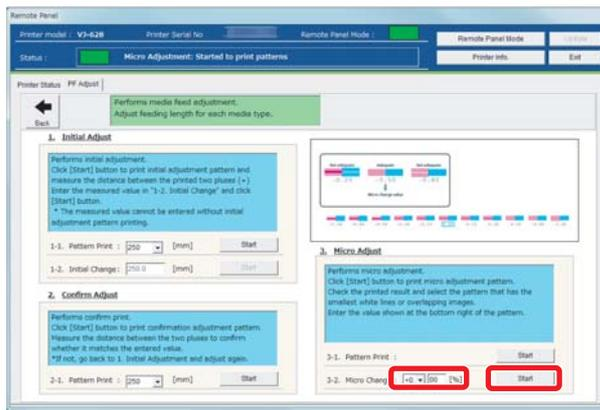 Remote Panel
Printer model : VJ-628 Printer Serial No Remote Panel Mode : Remote Panel Mode
Status : Micro Adjustment: Started to print patterns Printer Info. Exit
Printer Status PF Adjust
Performs media feed adjustment.
Adjust feeding length for each media type.
Back
1. Initial Adjust
Performs initial adjustment.
Click [Start] button to print initial adjustment pattern and
measure the distance between the printed two pluses (+)
Enter the measured value in "1-2. Initial Change" and click
[Start] button.
* The measured value cannot be entered without initial
adjustment pattern printing.
1-1. Pattern Print : 250 [mm] Start
1-2. Initial Change: 250.0 [mm] Start
2. Confirm Adjust
Performs confirm print.
Click [Start] button to print confirmation adjustment pattern.
Measure the distance between the two pluses to confirm
whether it matches the entered value.
*If not, go back to 1. Initial Adjustment and adjust again.
2-1. Pattern Print : 250 [mm] Start
Not adequate Adequate Not adequate
Micro change value
3. Micro Adjust
Performs micro adjustment.
Click [Start] button to print micro adjustment pattern.
Check the printed result and select the pattern that has the
smallest white lines or overlapping images.
Enter the value shown at the bottom right of the pattern.
3-1. Pattern Print : Start
3-2. Micro Chang +0 . 00 [%] Start